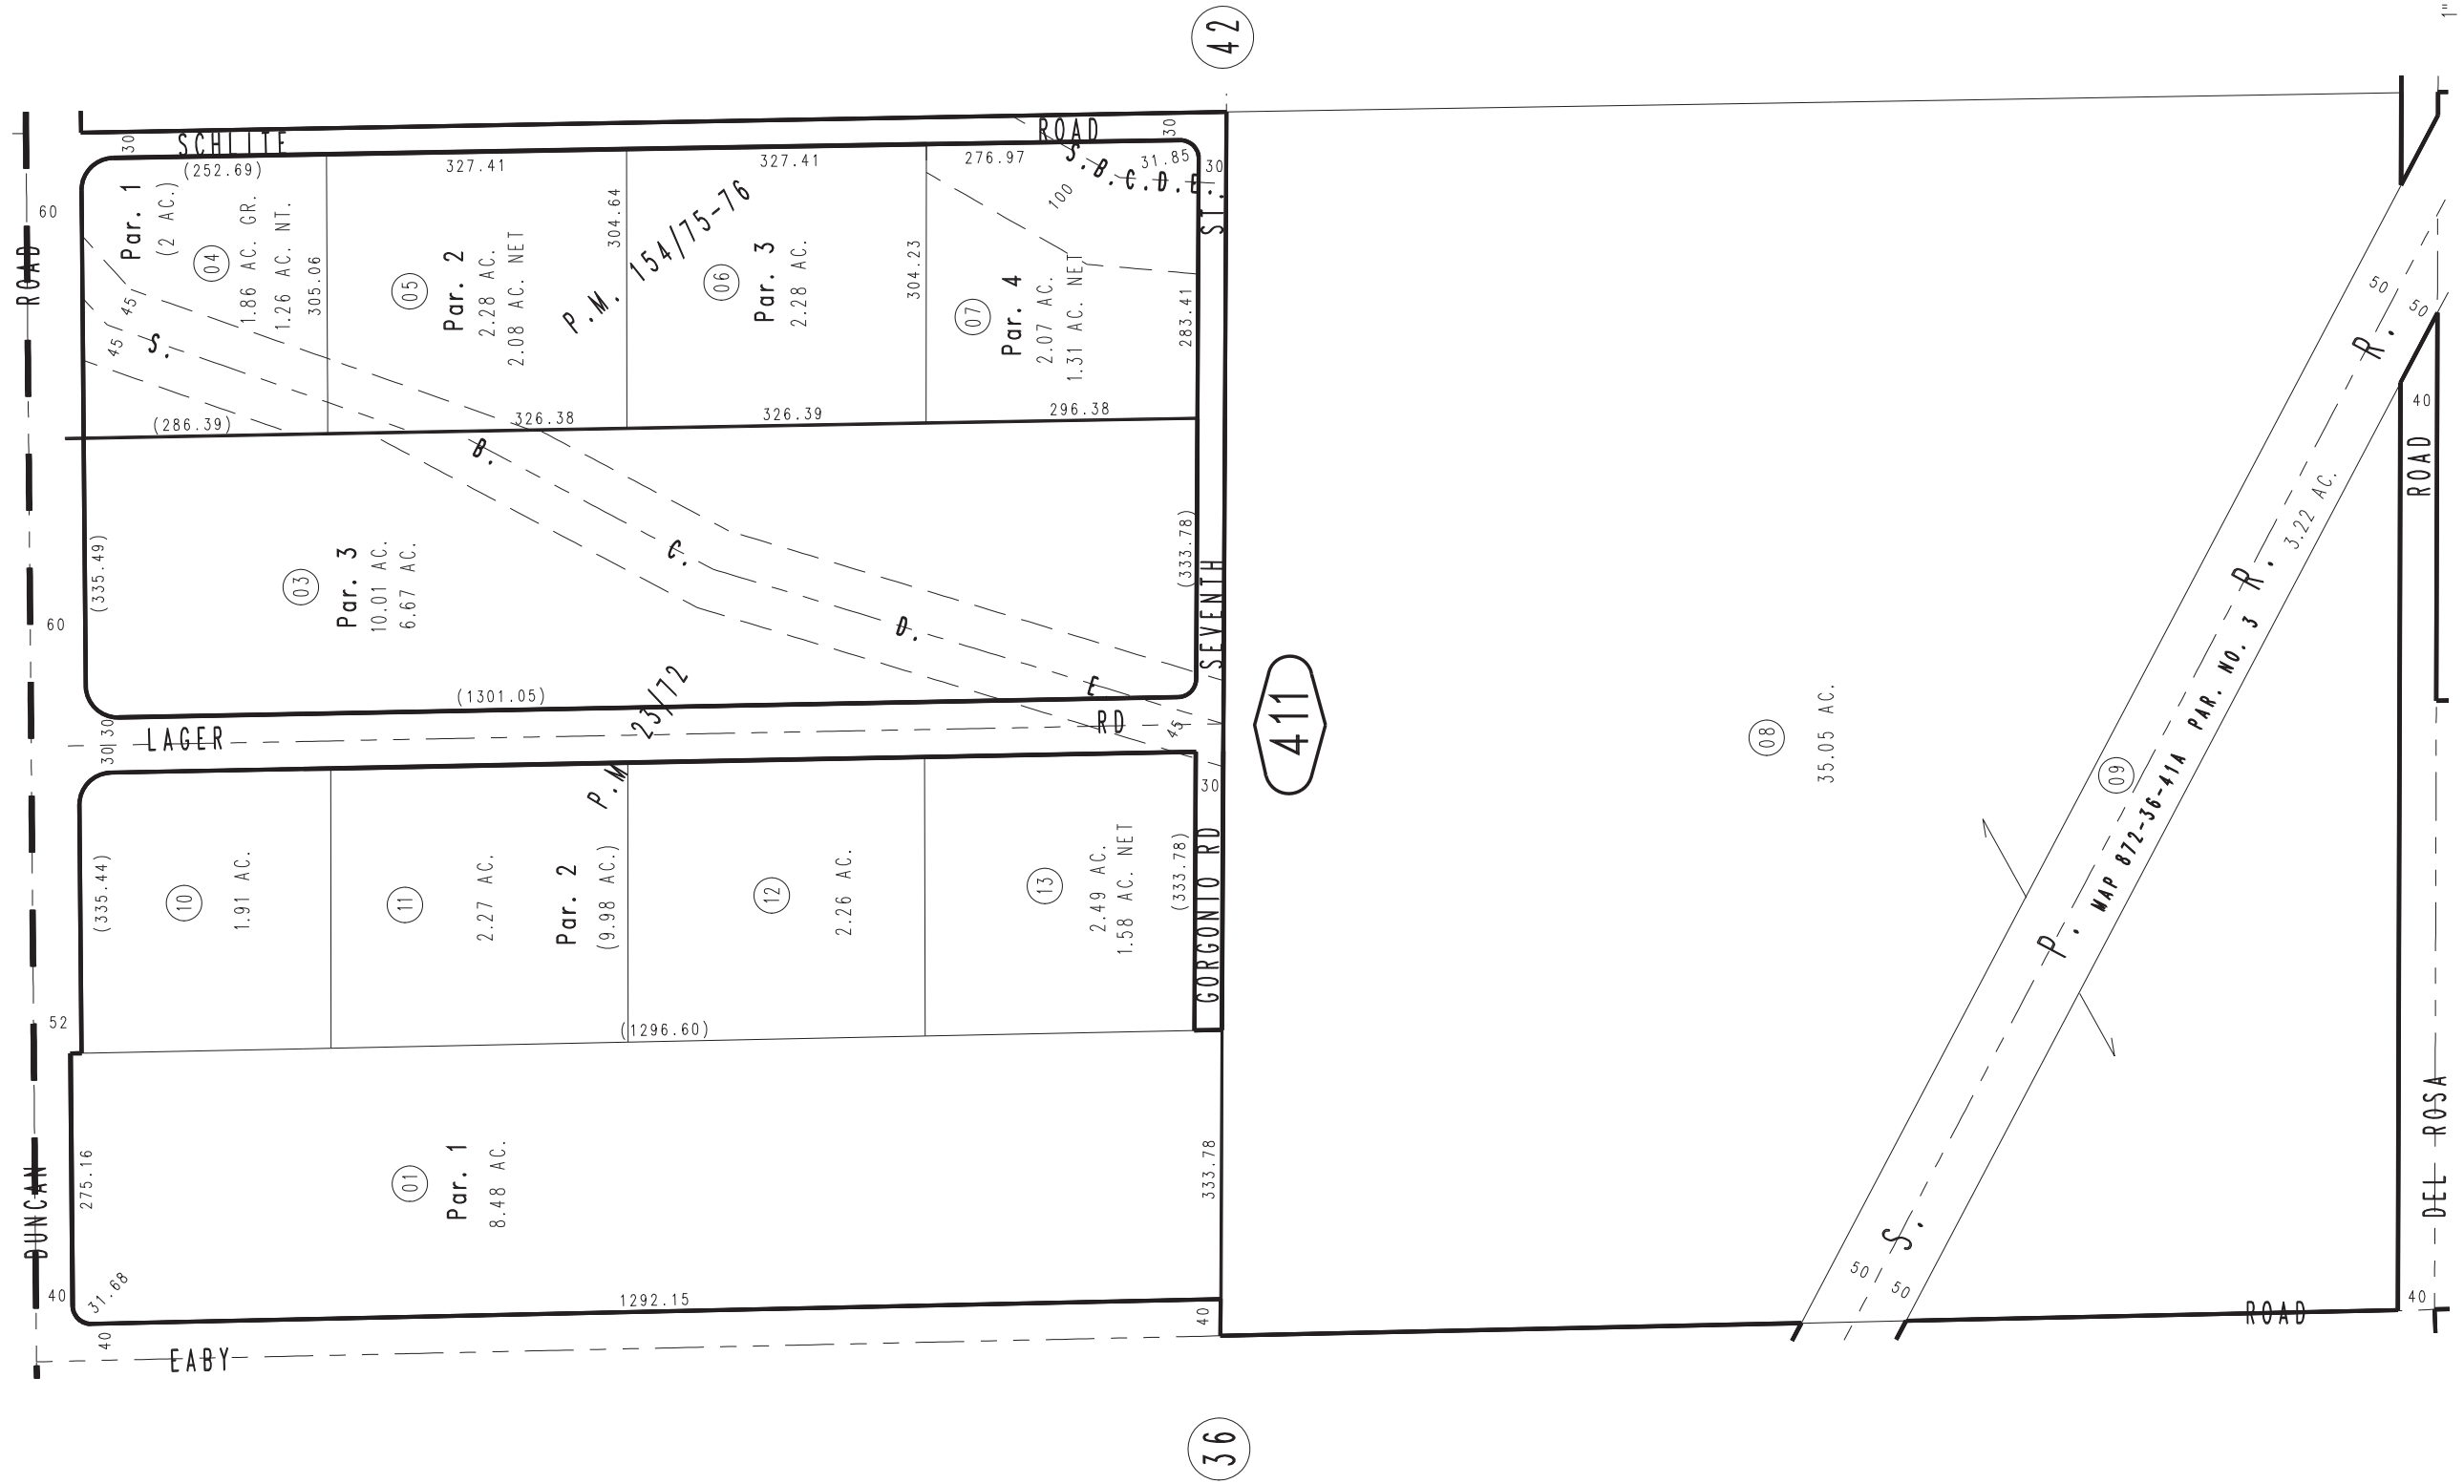 42
1"
SCHLITE
ROAD
30
30
(252.69)
327.41
327.41
276.97
31.85
30
60
ROAD
Par. 1
(2 AC.)
04
1.86 AC. GR.
1.26 AC. NT.
305.06
05
Par. 2
2.28 AC.
2.08 AC. NET
304.64
P.M. 154/75-76
06
Par. 3
2.28 AC.
304.23
07
Par. 4
2.07 AC.
1.31 AC. NET
100
S.B.C.D.E.
283.41
ST.
45
45
S.
B.
C.
D.
E
(286.39)
326.38
326.39
296.38
(335.49)
60
03
Par. 3
10.01 AC.
6.67 AC.
(333.78)
SEVENTH
(1301.05)
P.M
23/72
30
30
LAGER
RD
45
30
(335.44)
10
1.91 AC.
11
2.27 AC.
Par. 2
(9.98 AC.)
12
2.26 AC.
13
2.49 AC.
1.58 AC. NET
(333.78)
GORGONIO RD
52
(1296.60)
275.16
DUNCAN
01
Par. 1
8.48 AC.
333.78
40
31.68
1292.15
40
40
EABY
ROAD
411
08
35.05 AC.
09
S. P. R. R.
3.22 AC.
MAP 872-36-41A PAR. NO. 3
50
50
50
50
40
ROAD
DEL ROSA
40
36